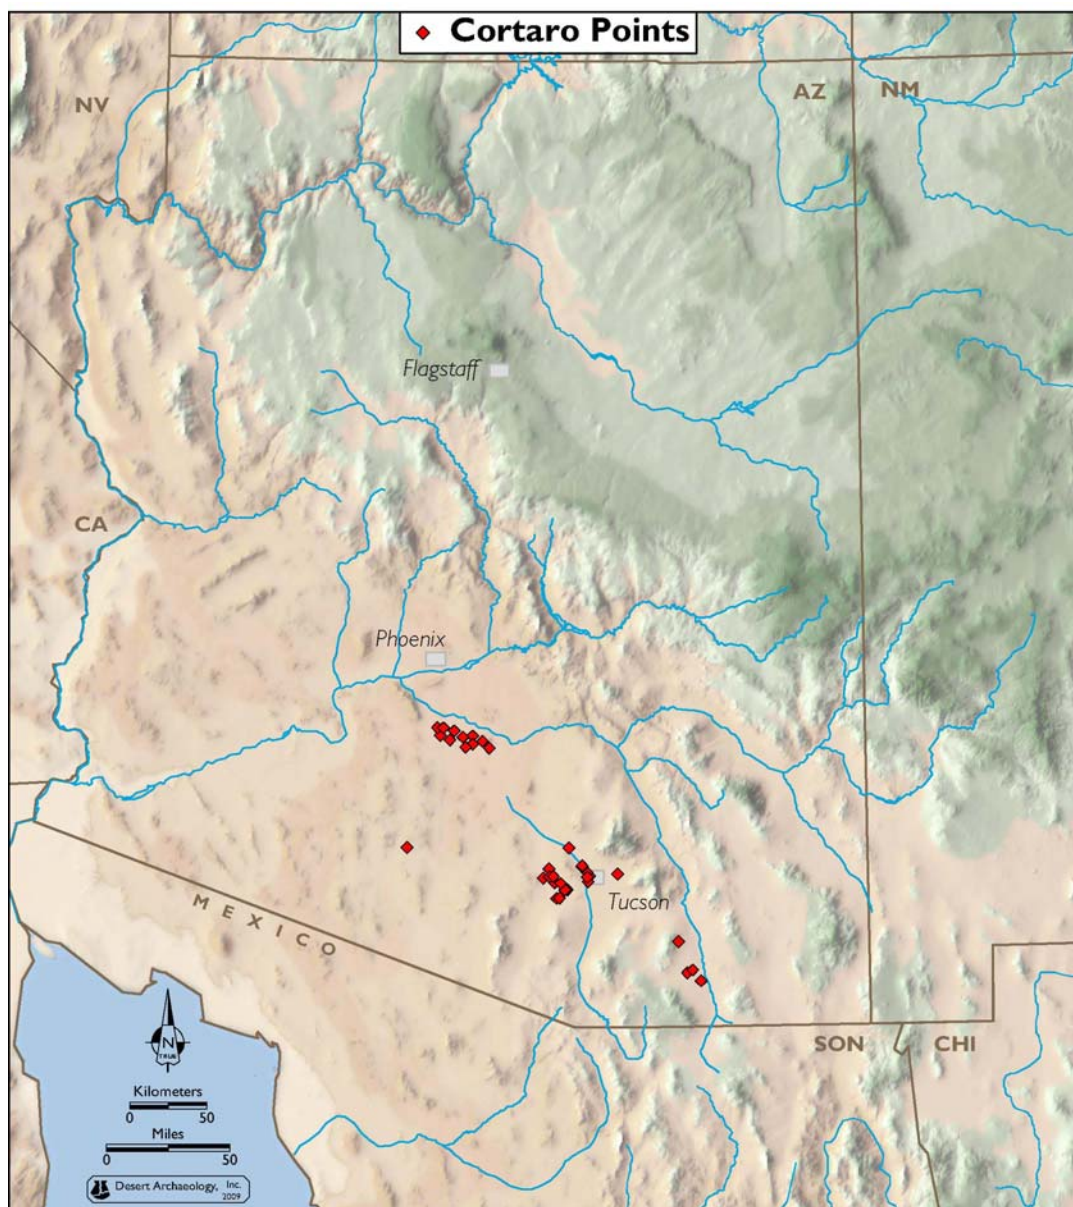 Cortaro Points
NV
AZ
NM
Flagstaff
CA
Phoenix
Tucson
MEXICO
N
TRUE
SON
CHI
Kilometers
0 50
Miles
0 50
Desert Archaeology, Inc.
2009